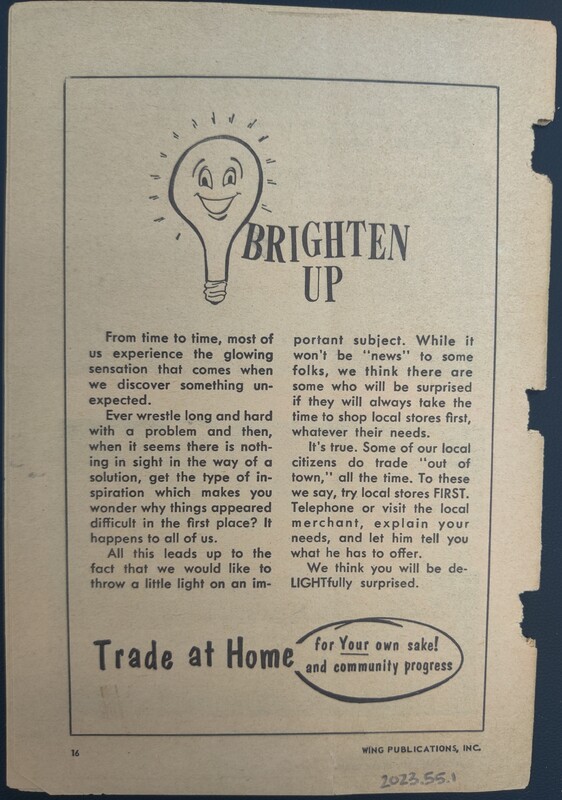 BRIGHTEN
UP
From time to time, most of
us experience the glowing
sensation that comes when
we discover something un-
expected.
Ever wrestle long and hard
with a problem and then,
when it seems there is noth-
ing in sight in the way of a
solution, get the type of in-
spiration which makes you
wonder why things appeared
difficult in the first place? It
happens to all of us.
All this leads up to the
fact that we would like to
throw a little light on an im-
portant subject. While it
won't be "news" to some
folks, we think there are
some who will be surprised
if they will always take the
time to shop local stores first,
whatever their needs.
It's true. Some of our local
citizens do trade "out of
town," all the time. To these
we say, try local stores FIRST.
Telephone or visit the local
merchant, explain your
needs, and let him tell you
what he has to offer.
We think you will be de-
LIGHTfully surprised.
Trade at Home
for Your own sake!
and community progress
16
WING PUBLICATIONS, INC.
2023.55.1